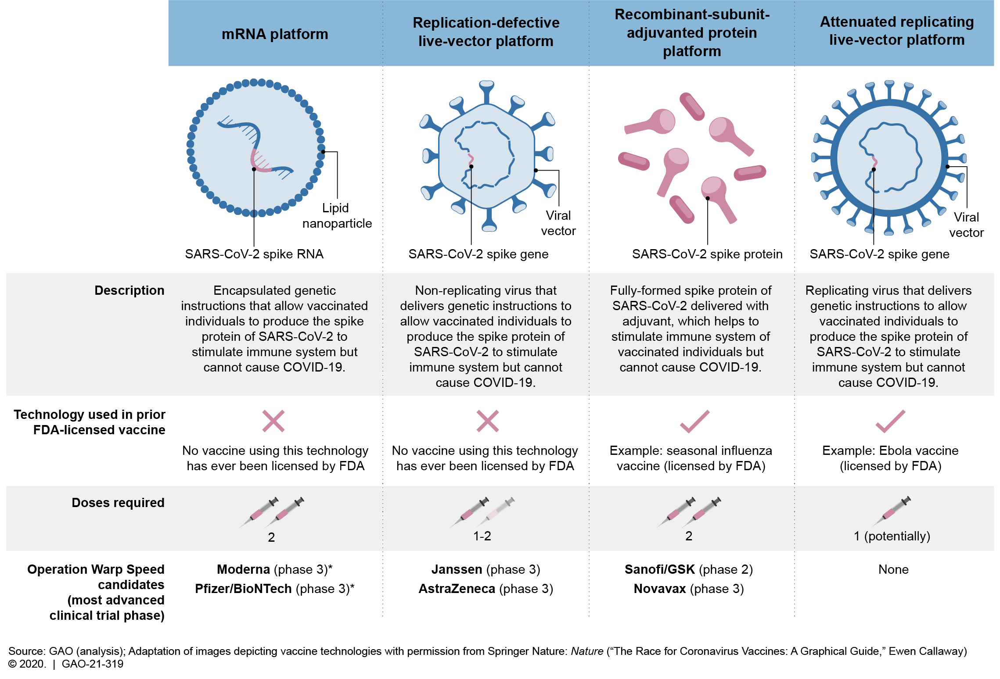 mRNA platform
Replication-defective
live-vector platform
Recombinant-subunit-
adjuvanted protein
platform
Attenuated replicating
live-vector platform
Lipid
nanoparticle
SARS-CoV-2 spike RNA
Viral
vector
SARS-CoV-2 spike gene
SARS-CoV-2 spike protein
Viral
vector
SARS-CoV-2 spike gene
Description
Encapsulated genetic
instructions that allow vaccinated
individuals to produce the spike
protein of SARS-CoV-2 to
stimulate immune system but
cannot cause COVID-19.
Non-replicating virus that
delivers genetic instructions to
allow vaccinated individuals to
produce the spike protein of
SARS-CoV-2 to stimulate
immune system but cannot
cause COVID-19.
Fully-formed spike protein of
SARS-CoV-2 delivered with
adjuvant, which helps to
stimulate immune system of
vaccinated individuals but
cannot cause COVID-19.
Replicating virus that delivers
genetic instructions to allow
vaccinated individuals to
produce the spike protein of
SARS-CoV-2 to stimulate
immune system but cannot
cause COVID-19.
Technology used in prior
FDA-licensed vaccine
No vaccine using this technology
has ever been licensed by FDA
No vaccine using this technology
has ever been licensed by FDA
Example: seasonal influenza
vaccine (licensed by FDA)
Example: Ebola vaccine
(licensed by FDA)
Doses required
2
1-2
2
1 (potentially)
Operation Warp Speed
candidates
(most advanced
clinical trial phase)
Moderna (phase 3)*
Pfizer/BioNTech (phase 3)*
Janssen (phase 3)
AstraZeneca (phase 3)
Sanofi/GSK (phase 2)
Novavax (phase 3)
None
Source: GAO (analysis); Adaptation of images depicting vaccine technologies with permission from Springer Nature: Nature (“The Race for Coronavirus Vaccines: A Graphical Guide,” Ewen Callaway)
© 2020. | GAO-21-319